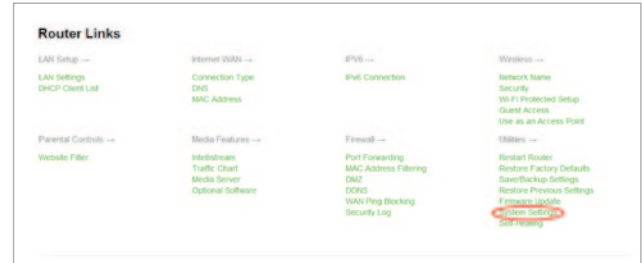 Router Links
LAN Setup →
LAN Settings
DHCP Client List
Internet WAN →
Connection Type
DNS
MAC Address
IPV6 →
IPv6 Connection
Wireless →
Network Name
Security
Wi-Fi Protected Setup
Guest Access
Use as an Access Point
Parental Controls →
Website Filter
Media Features →
Intellistream
Traffic Chart
Media Server
Optional Software
Firewall →
Port Forwarding
MAC Address Filtering
DMZ
DDNS
WAN Ping Blocking
Security Log
Utilities →
Restart Router
Restore Factory Defaults
Save/Backup Settings
Restore Previous Settings
Firmware Update
System Settings
Self-Healing